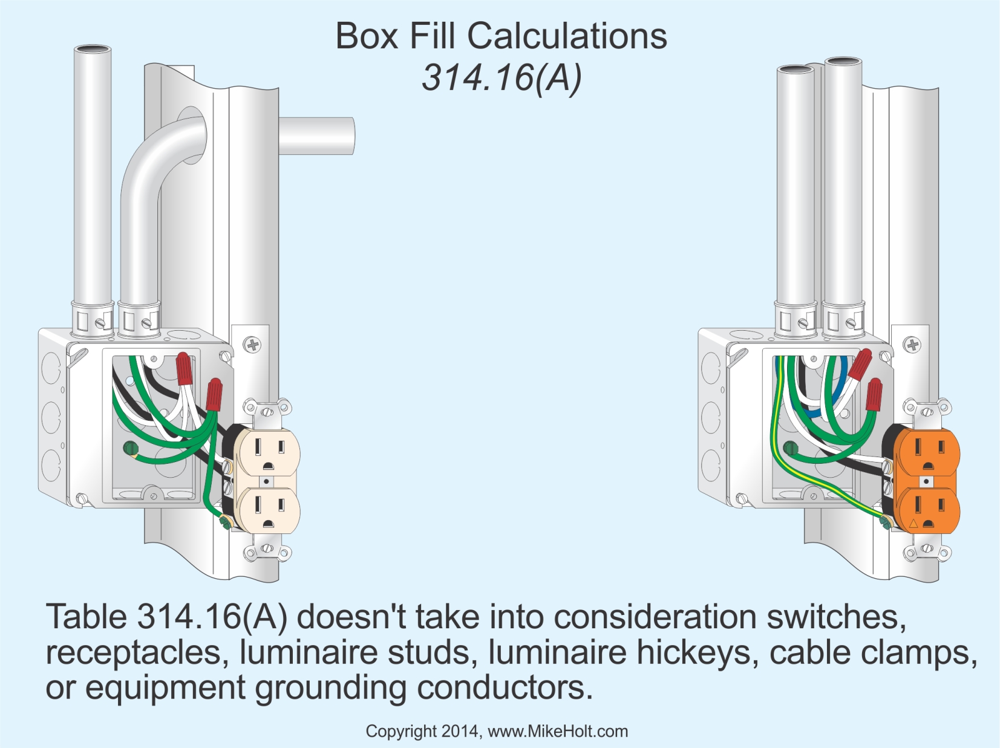 Box Fill Calculations
314.16(A)
Table 314.16(A) doesn't take into consideration switches,
receptacles, luminaire studs, luminaire hickeys, cable clamps,
or equipment grounding conductors.
Copyright 2014, www.MikeHolt.com